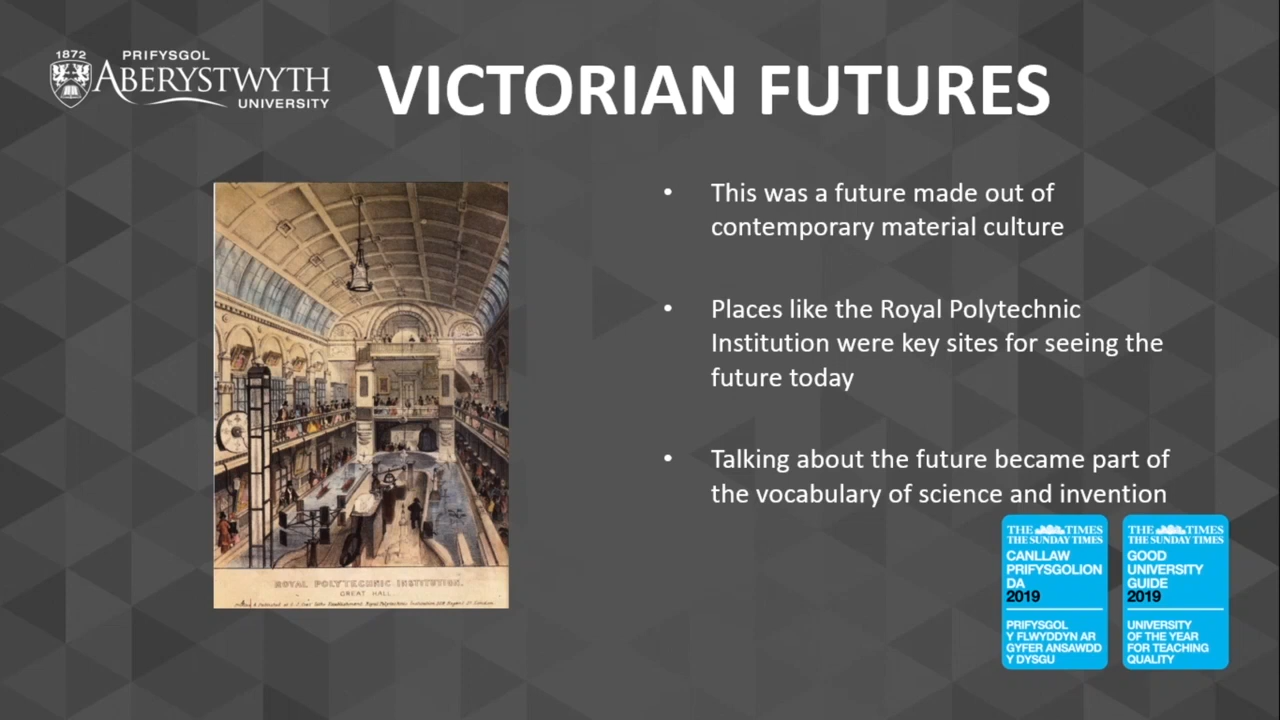 1872
PRIFYSGOL
ABERYSTWYTH
UNIVERSITY
VICTORIAN FUTURES
• This was a future made out of
contemporary material culture
• Places like the Royal Polytechnic
Institution were key sites for seeing the
future today
• Talking about the future became part of
the vocabulary of science and invention
ROYAL POLYTECHNIC INSTITUTION.
GREAT HALL
THE TIMES
THE SUNDAY TIMES
CANLLAW
PRIFYSGOLION
DA
2019
PRIFYSGOL
Y FLWYDDYN AR
GYFER ANSAWDD
Y DYSGU
THE TIMES
THE SUNDAY TIMES
GOOD
UNIVERSITY
GUIDE
2019
UNIVERSITY
OF THE YEAR
FOR TEACHING
QUALITY